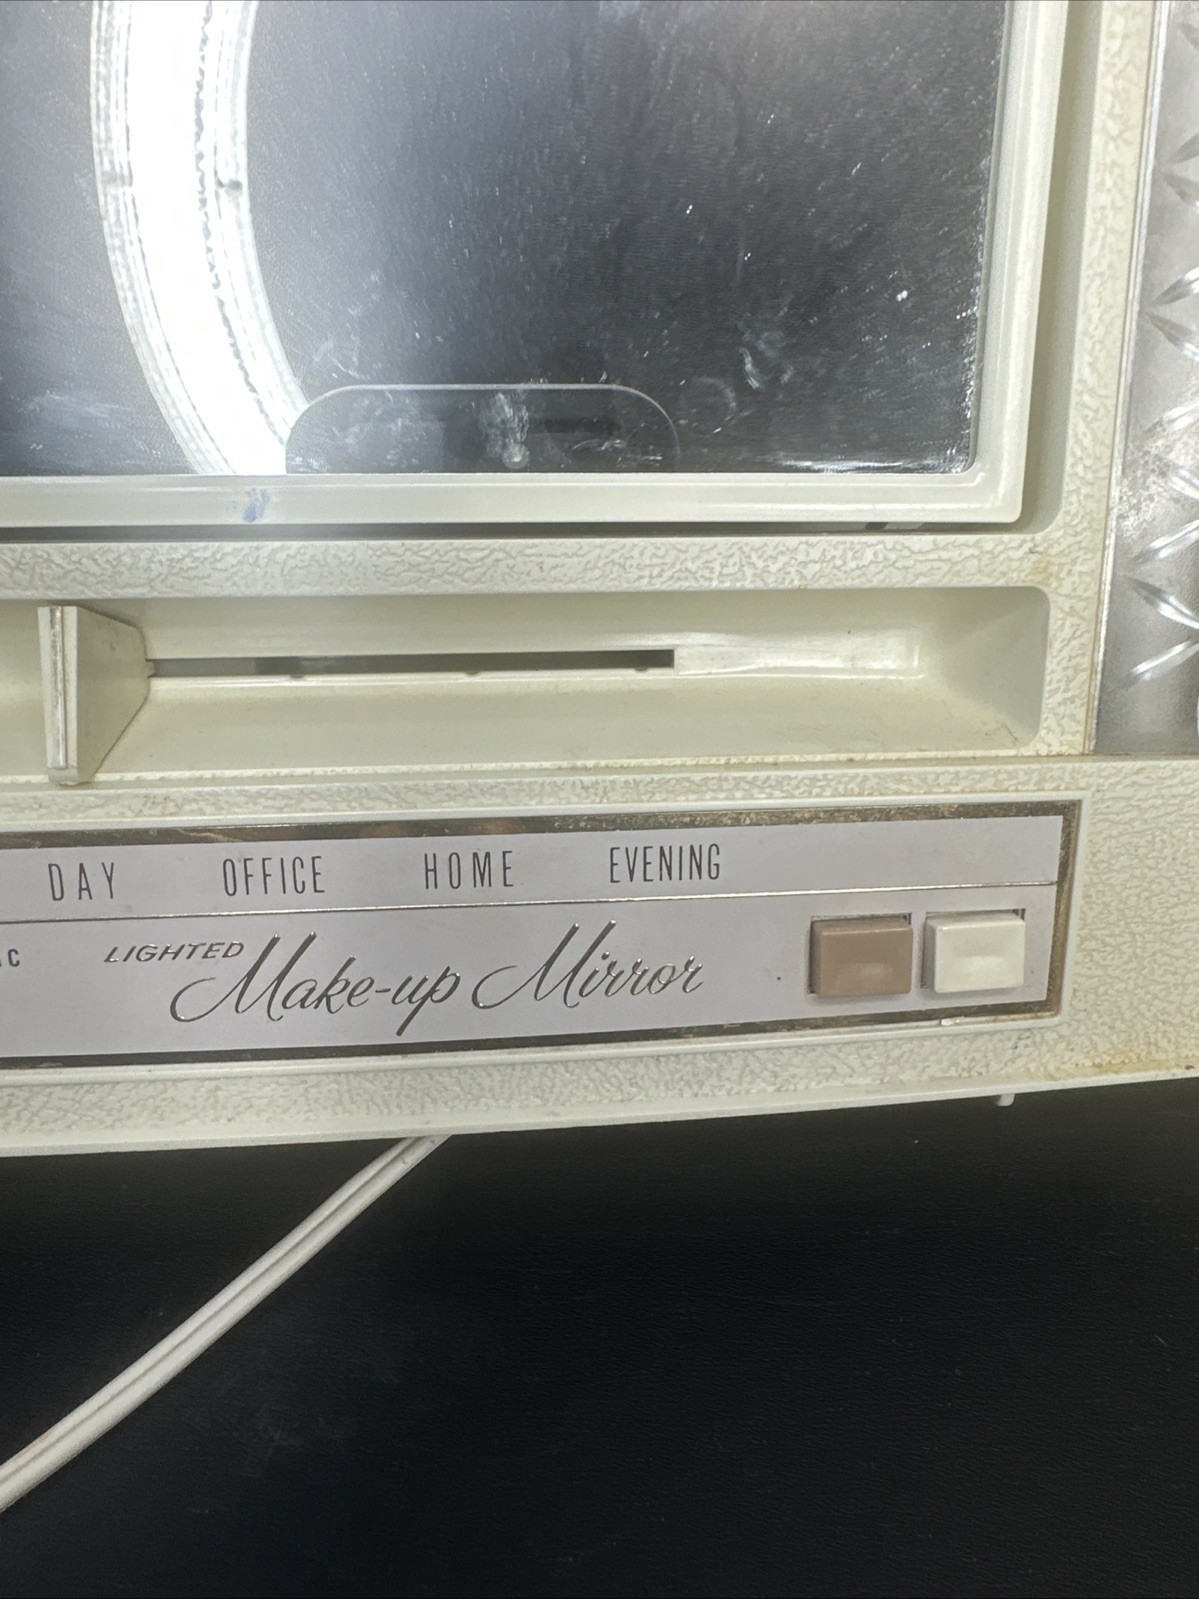 DAY OFFICE HOME EVENING
LIGHTED
Make-up Mirror